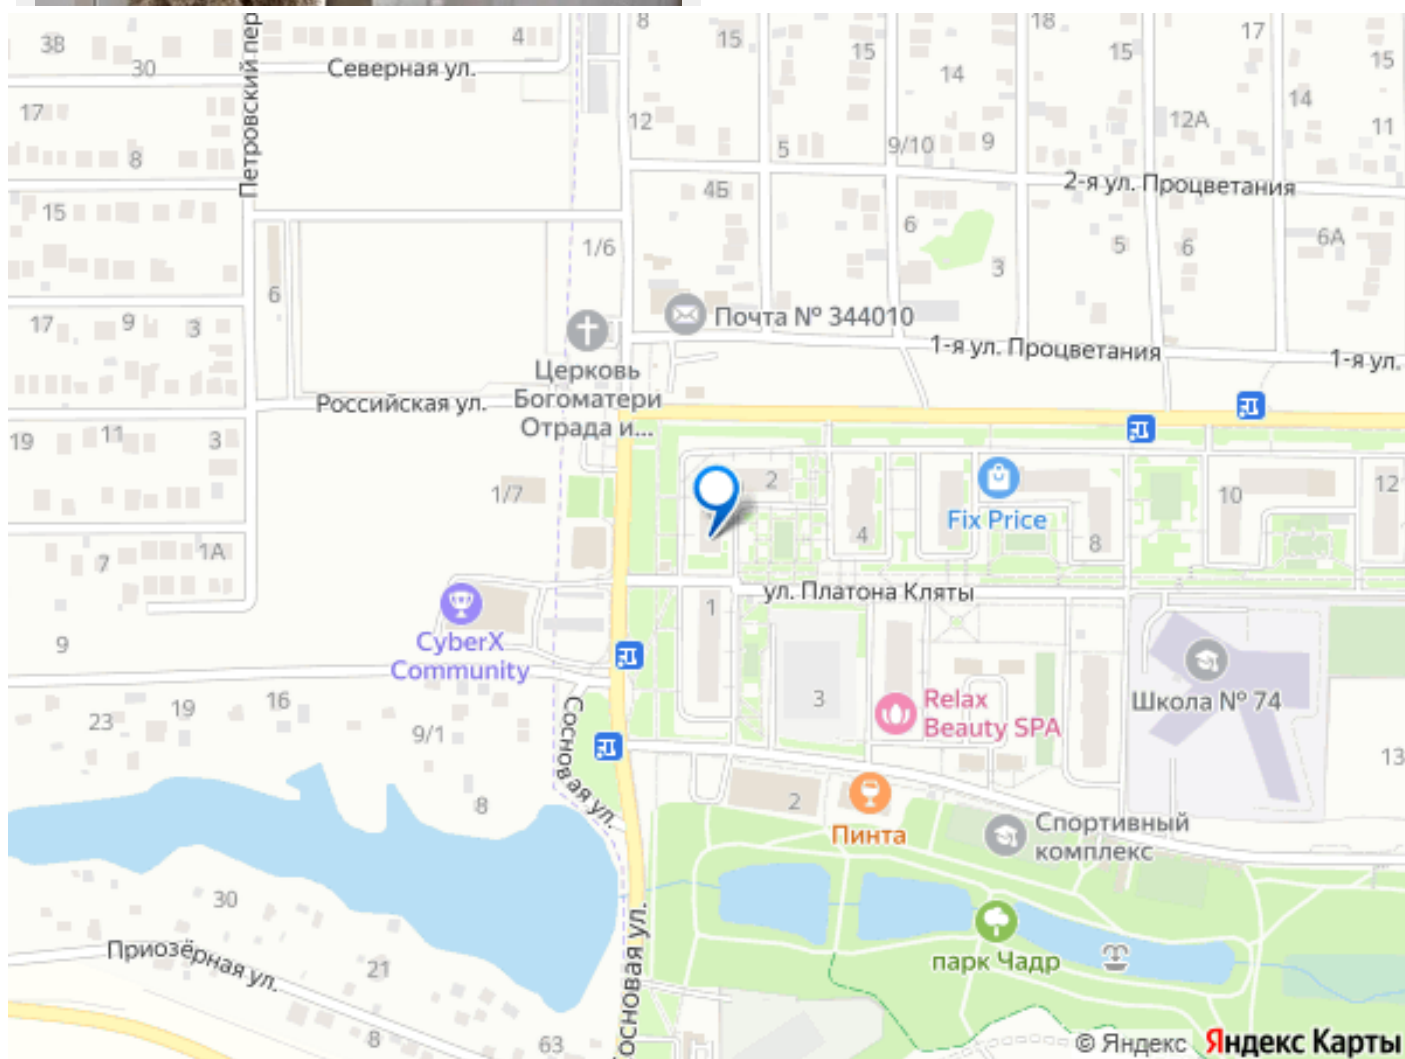 3В
30
4
Северная ул.
Петровский пер
8
15
15
14
18
15
17
15
14
17
8
12
5
9/10
9
12А
11
4Б
2-я ул. Процветания
15
1/6
6
3
5
6
6А
6
17
9
3
Почта № 344010
1-я ул. Процветания
1-я ул.
Церковь
Богоматери
Отрада и...
Российская ул.
19
11
3
2
1/7
4
Fix Price
8
10
12
7
1А
ул. Платона Кляты
1
CyberX
Community
9
3
Школа № 74
Relax
Beauty SPA
23
19
16
9/1
Сосновая ул.
13
8
2
Пинта
Спортивный
комплекс
30
Приозёрная ул.
21
8
63
основая ул.
парк Чадр
© Яндекс Яндекс Карты